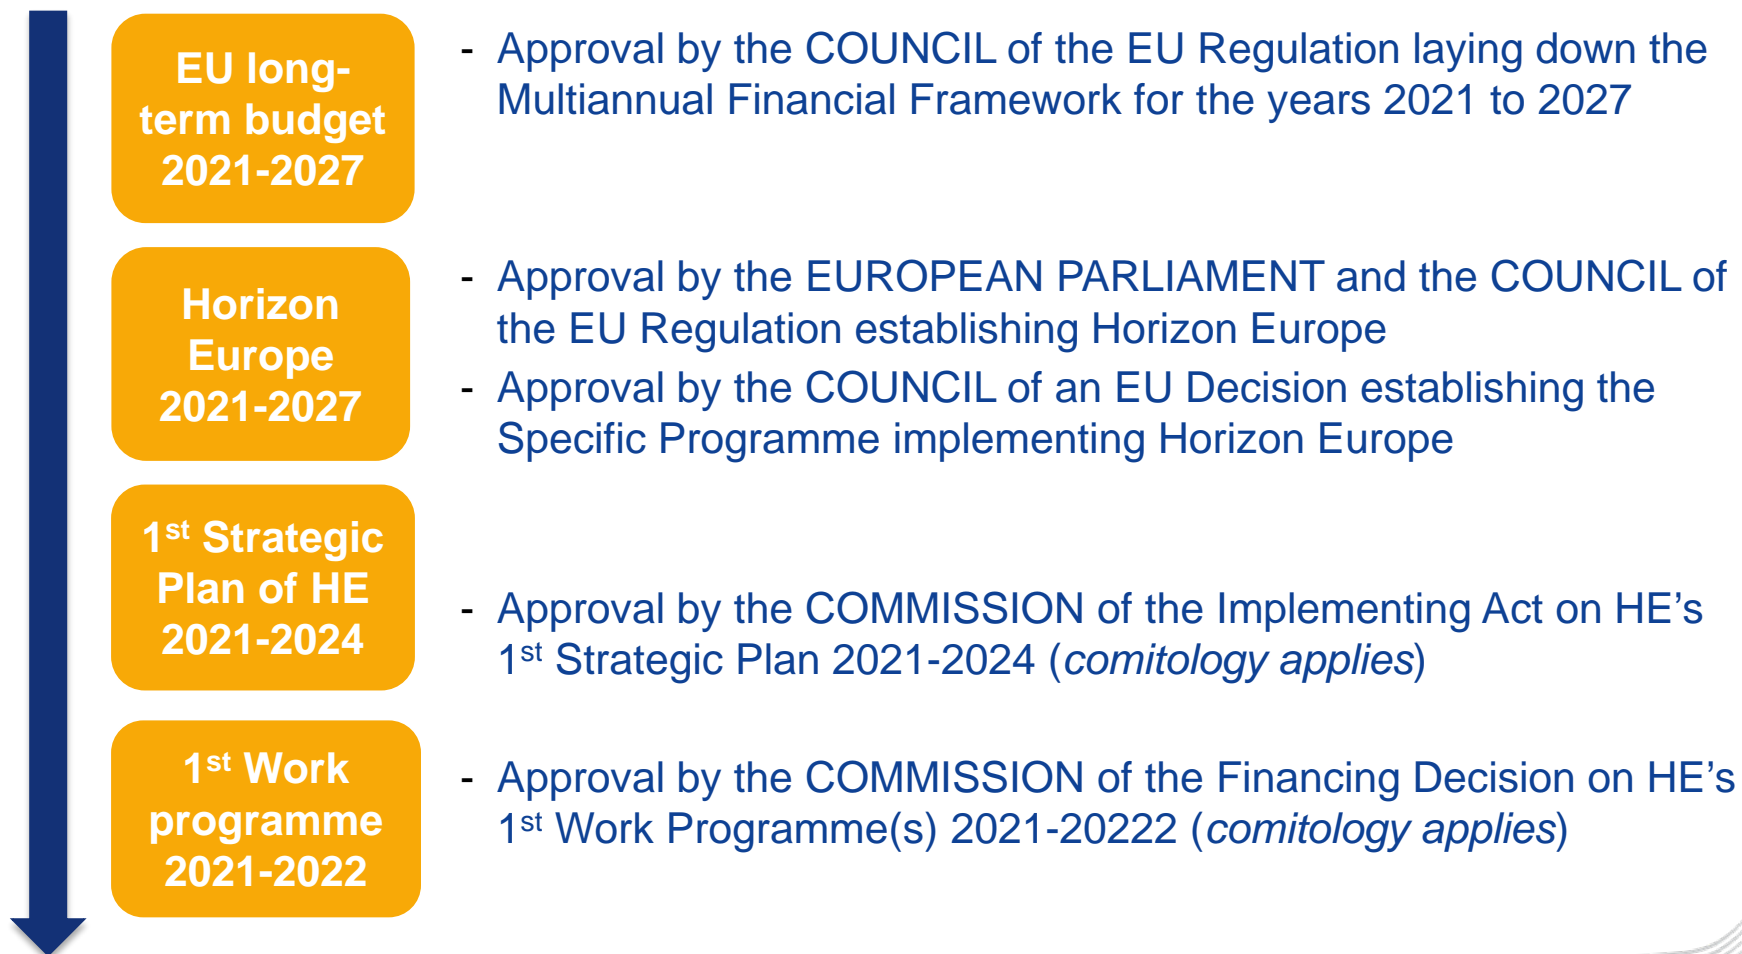 EU long-
term budget
2021-2027
- Approval by the COUNCIL of the EU Regulation laying down the
Multiannual Financial Framework for the years 2021 to 2027
Horizon
Europe
2021-2027
- Approval by the EUROPEAN PARLIAMENT and the COUNCIL of
the EU Regulation establishing Horizon Europe
- Approval by the COUNCIL of an EU Decision establishing the
Specific Programme implementing Horizon Europe
1st Strategic
Plan of HE
2021-2024
- Approval by the COMMISSION of the Implementing Act on HE’s
1st Strategic Plan 2021-2024 (comitology applies)
1st Work
programme
2021-2022
- Approval by the COMMISSION of the Financing Decision on HE’s
1st Work Programme(s) 2021-20222 (comitology applies)